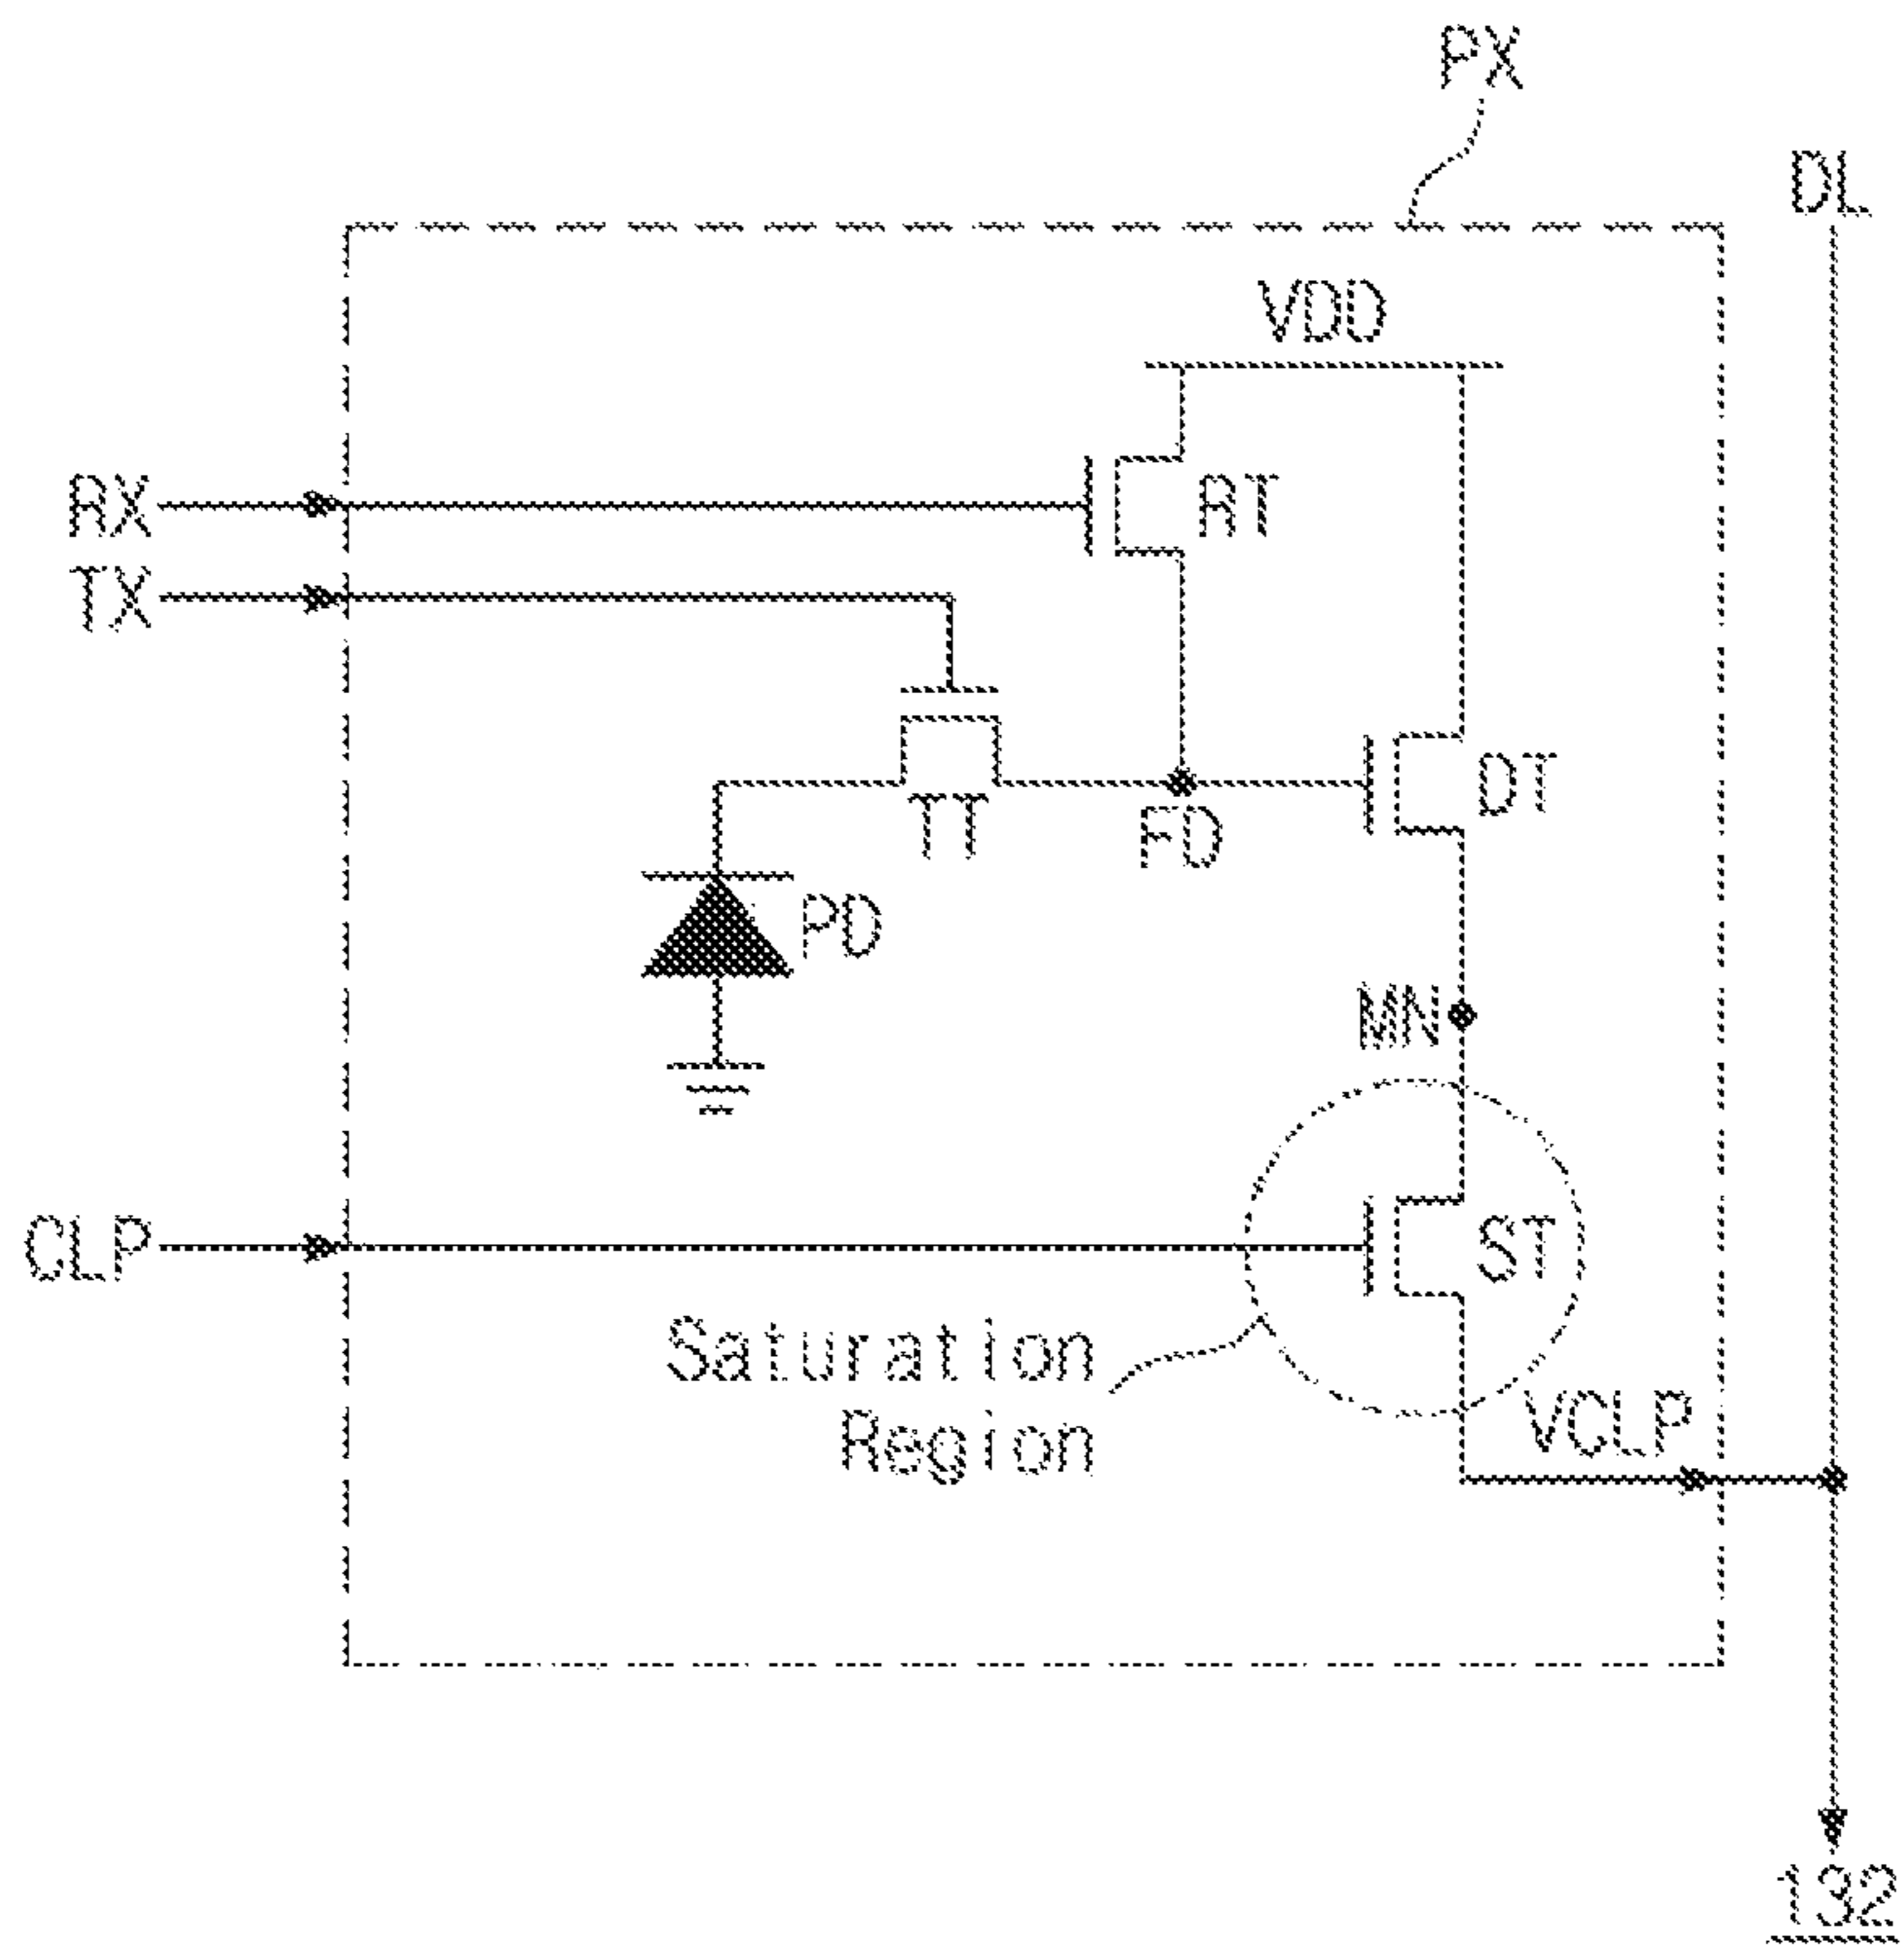 PX
DL
VDD
RX
RT
TX
DT
TT
FD
PD
MN
CLP
ST
Saturation
Region
VCLP
132